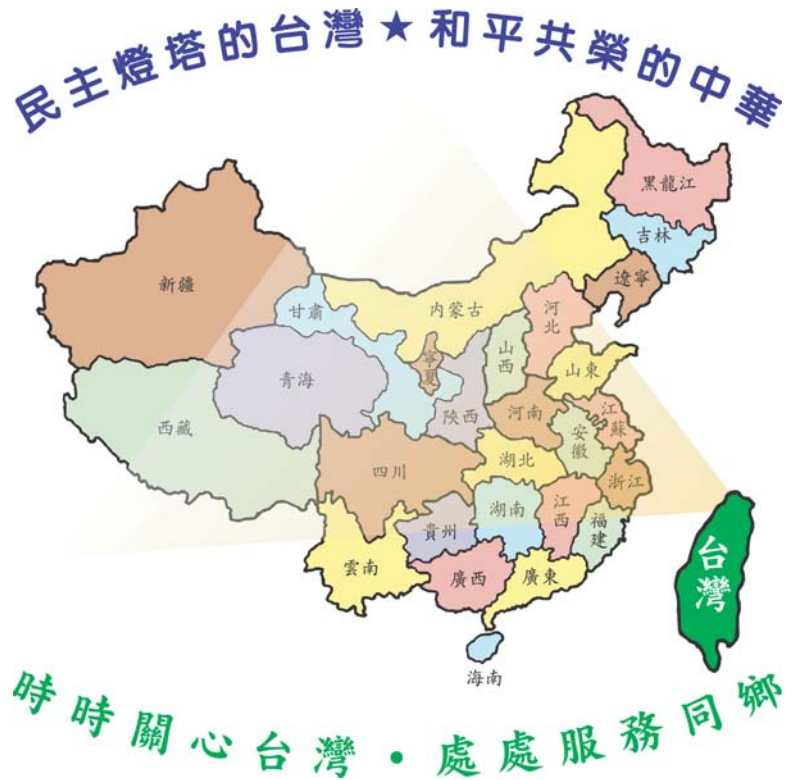 民主燈塔的台灣★和平共榮的中華
黑龍江
吉林
遼寧
新疆
甘肅
內蒙古
河北
山西
山東
寧夏
青海
陝西
河南
江蘇
安徽
西藏
四川
湖北
浙江
湖南
江西
貴州
福建
雲南
廣西
廣東
台灣
海南
時時關心台灣・處處服務同鄉